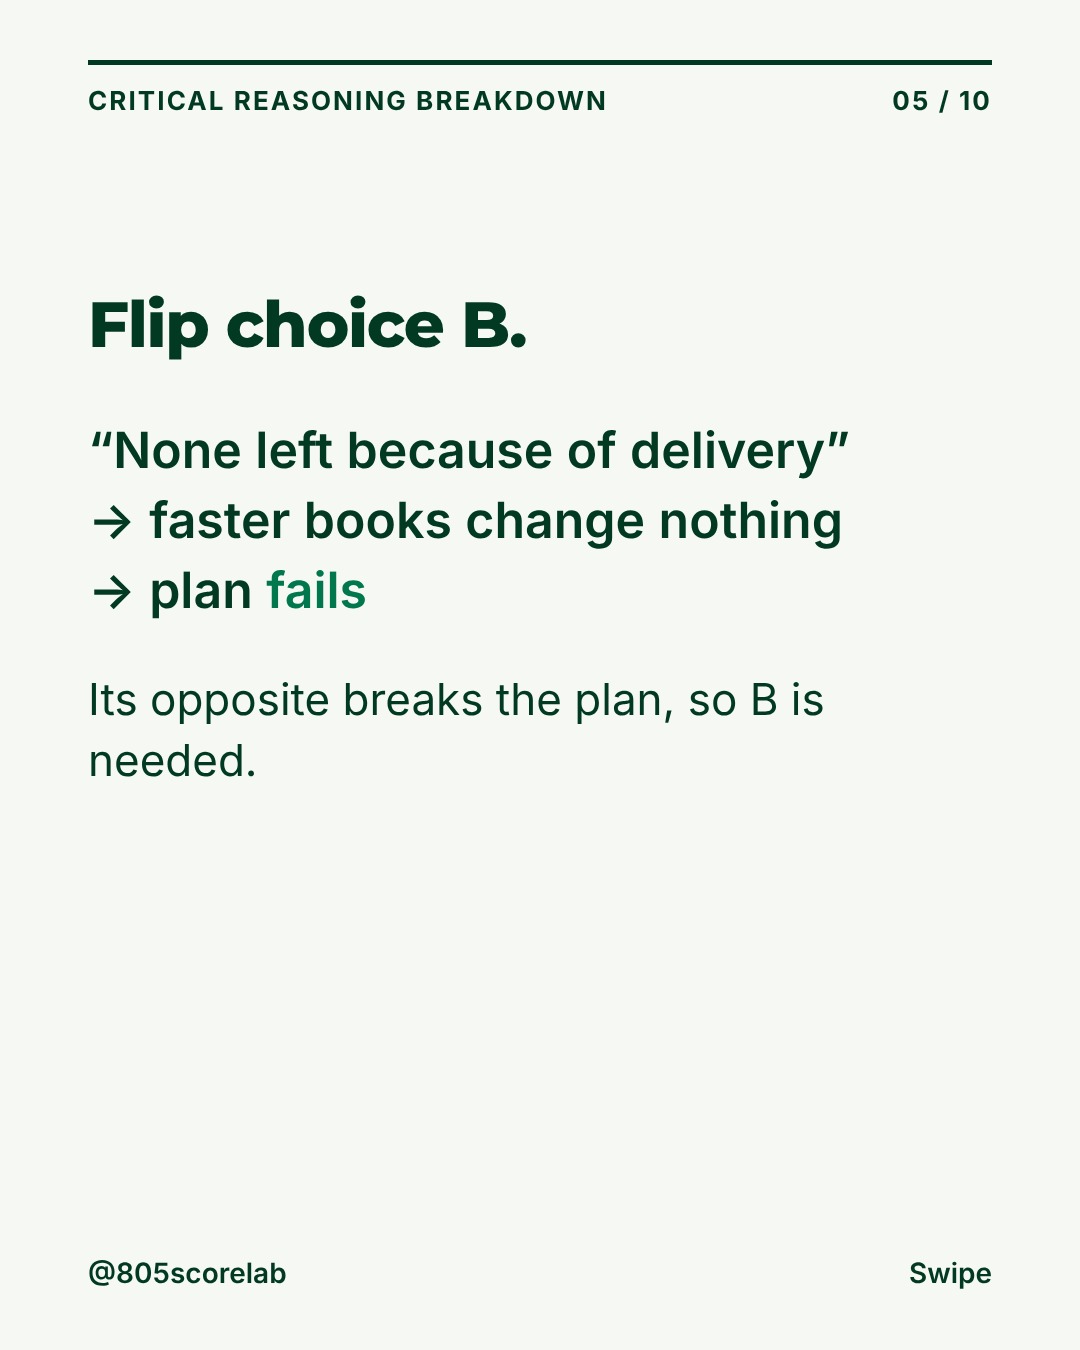 CRITICAL REASONING BREAKDOWN
05 / 10
Flip choice B.
“None left because of delivery”
→ faster books change nothing
→ plan fails
Its opposite breaks the plan, so B is
needed.
@805scorelab
Swipe